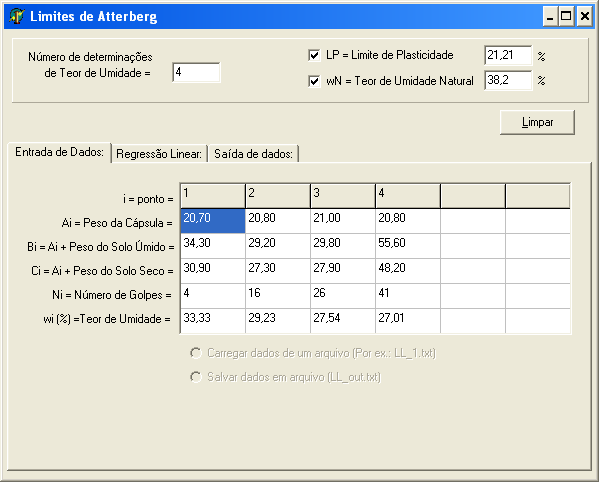 Limites de Atterberg
Número de determinações
de Teor de Umidade =
4
LP = Limite de Plasticidade 21,21 %
wN = Teor de Umidade Natural 38,2 %
Limpar
Entrada de Dados: Regressão Linear: Saída de dados:
i = ponto = 1 2 3 4
Ai = Peso da Cápsula = 20,70 20,80 21,00 20,80
Bi = Ai + Peso do Solo Úmido = 34,30 29,20 29,80 55,60
Ci = Ai + Peso do Solo Seco = 30,90 27,30 27,90 48,20
Ni = Número de Golpes = 4 16 26 41
wi (%) =Teor de Umidade = 33,33 29,23 27,54 27,01
Carregar dados de um arquivo (Por ex.: LL_1.txt)
Salvar dados em arquivo (LL_out.txt)